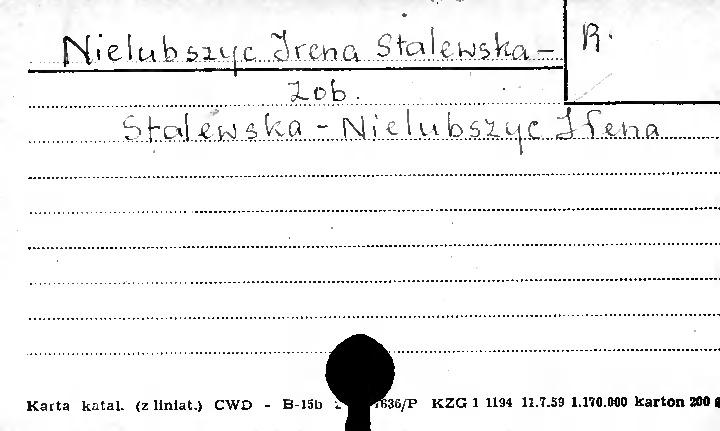 Nielubszyc Irena Stalewska –
R.
zob.
Stalewska – Nielubszyc Irena
Karta katal. (z liniat.) CWD - B-15b 1636/P KZG 1 1194 11.7.59 1.170.000 karton 200 g